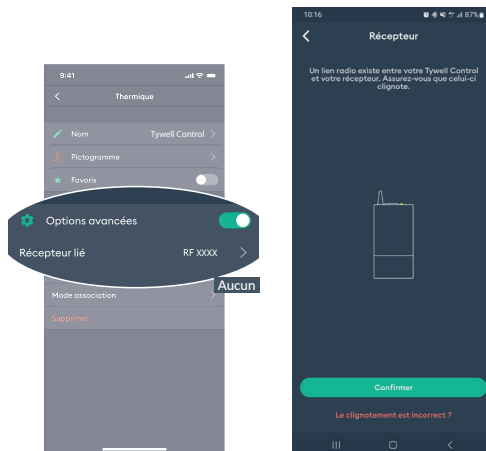 9:41
Thermique
Nom Tywell Control
Pictogramme
Favoris
Options avancées
Récepteur lié RF XXXX
Aucun
Mode association
Supprimer
10:16 87%
Récepteur
Un lien radio existe entre votre Tywell Control
et votre récepteur. Assurez-vous que celui-ci
clignote.
Confirmer
Le clignotement est incorrect ?